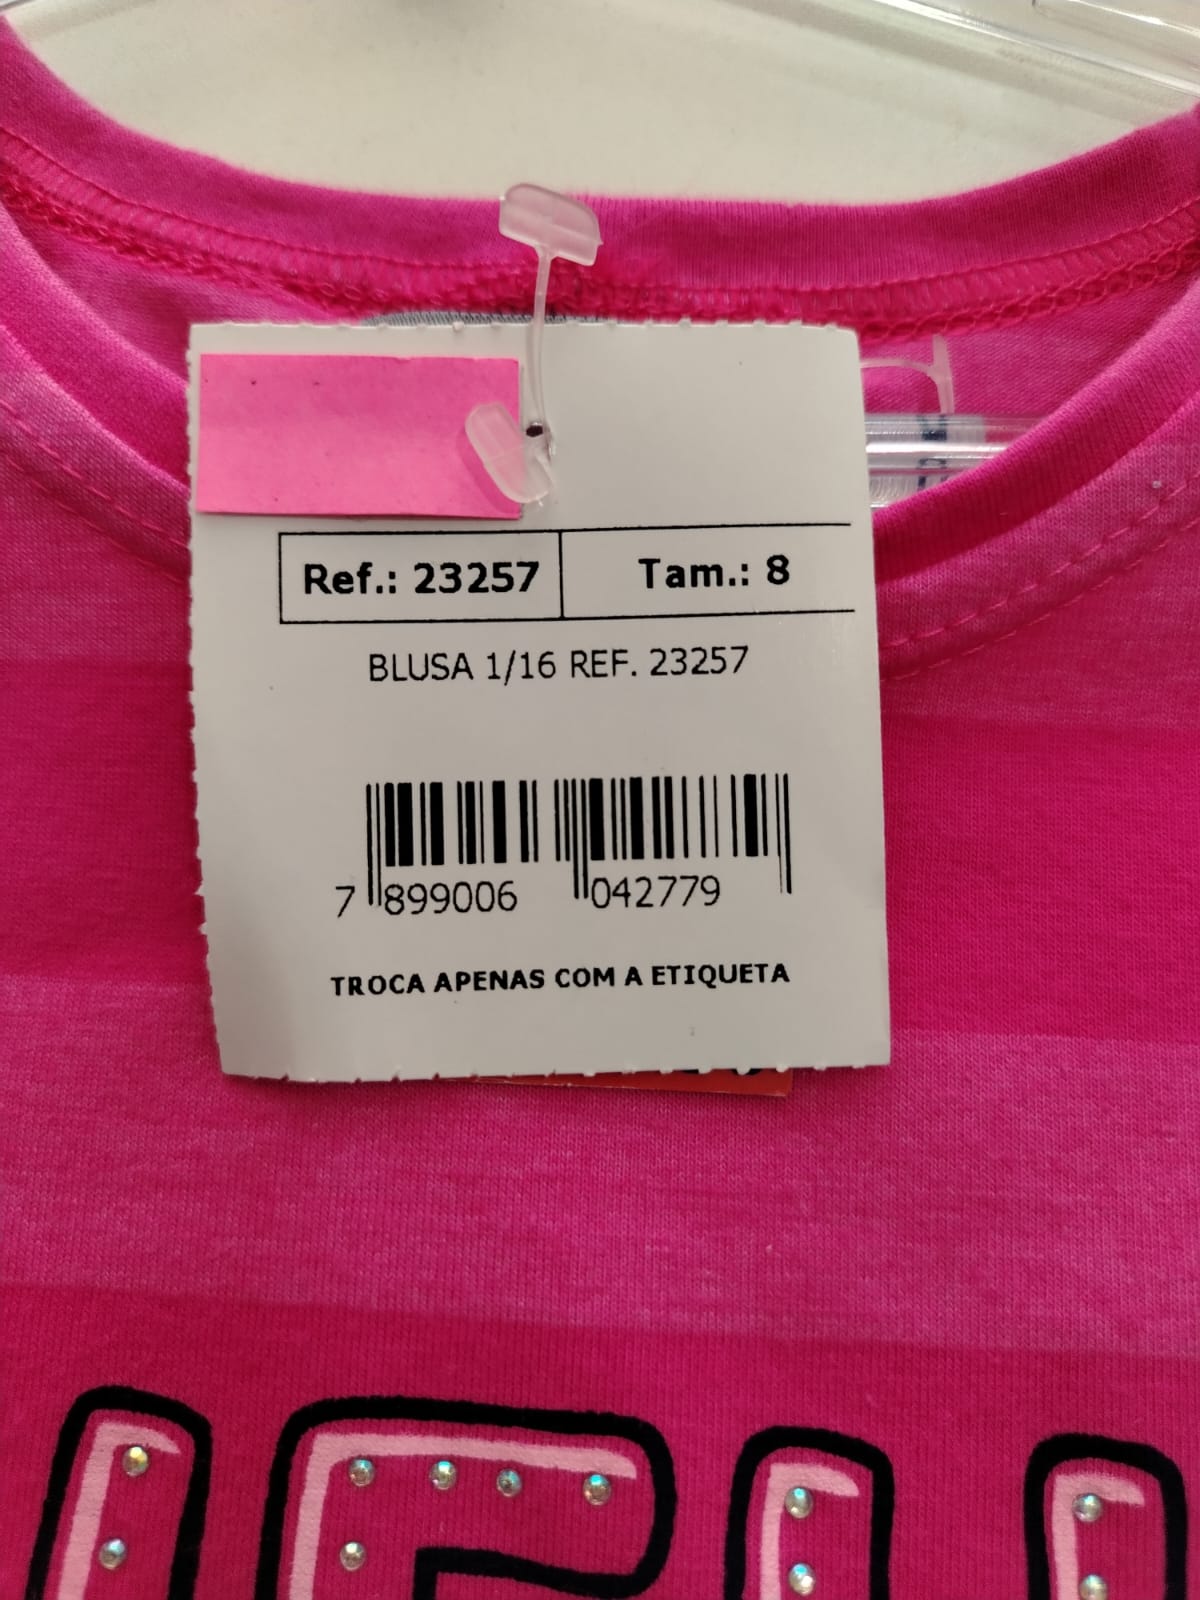 Ref.: 23257 Tam.: 8
BLUSA 1/16 REF. 23257
7 899006 042779
TROCA APENAS COM A ETIQUETA